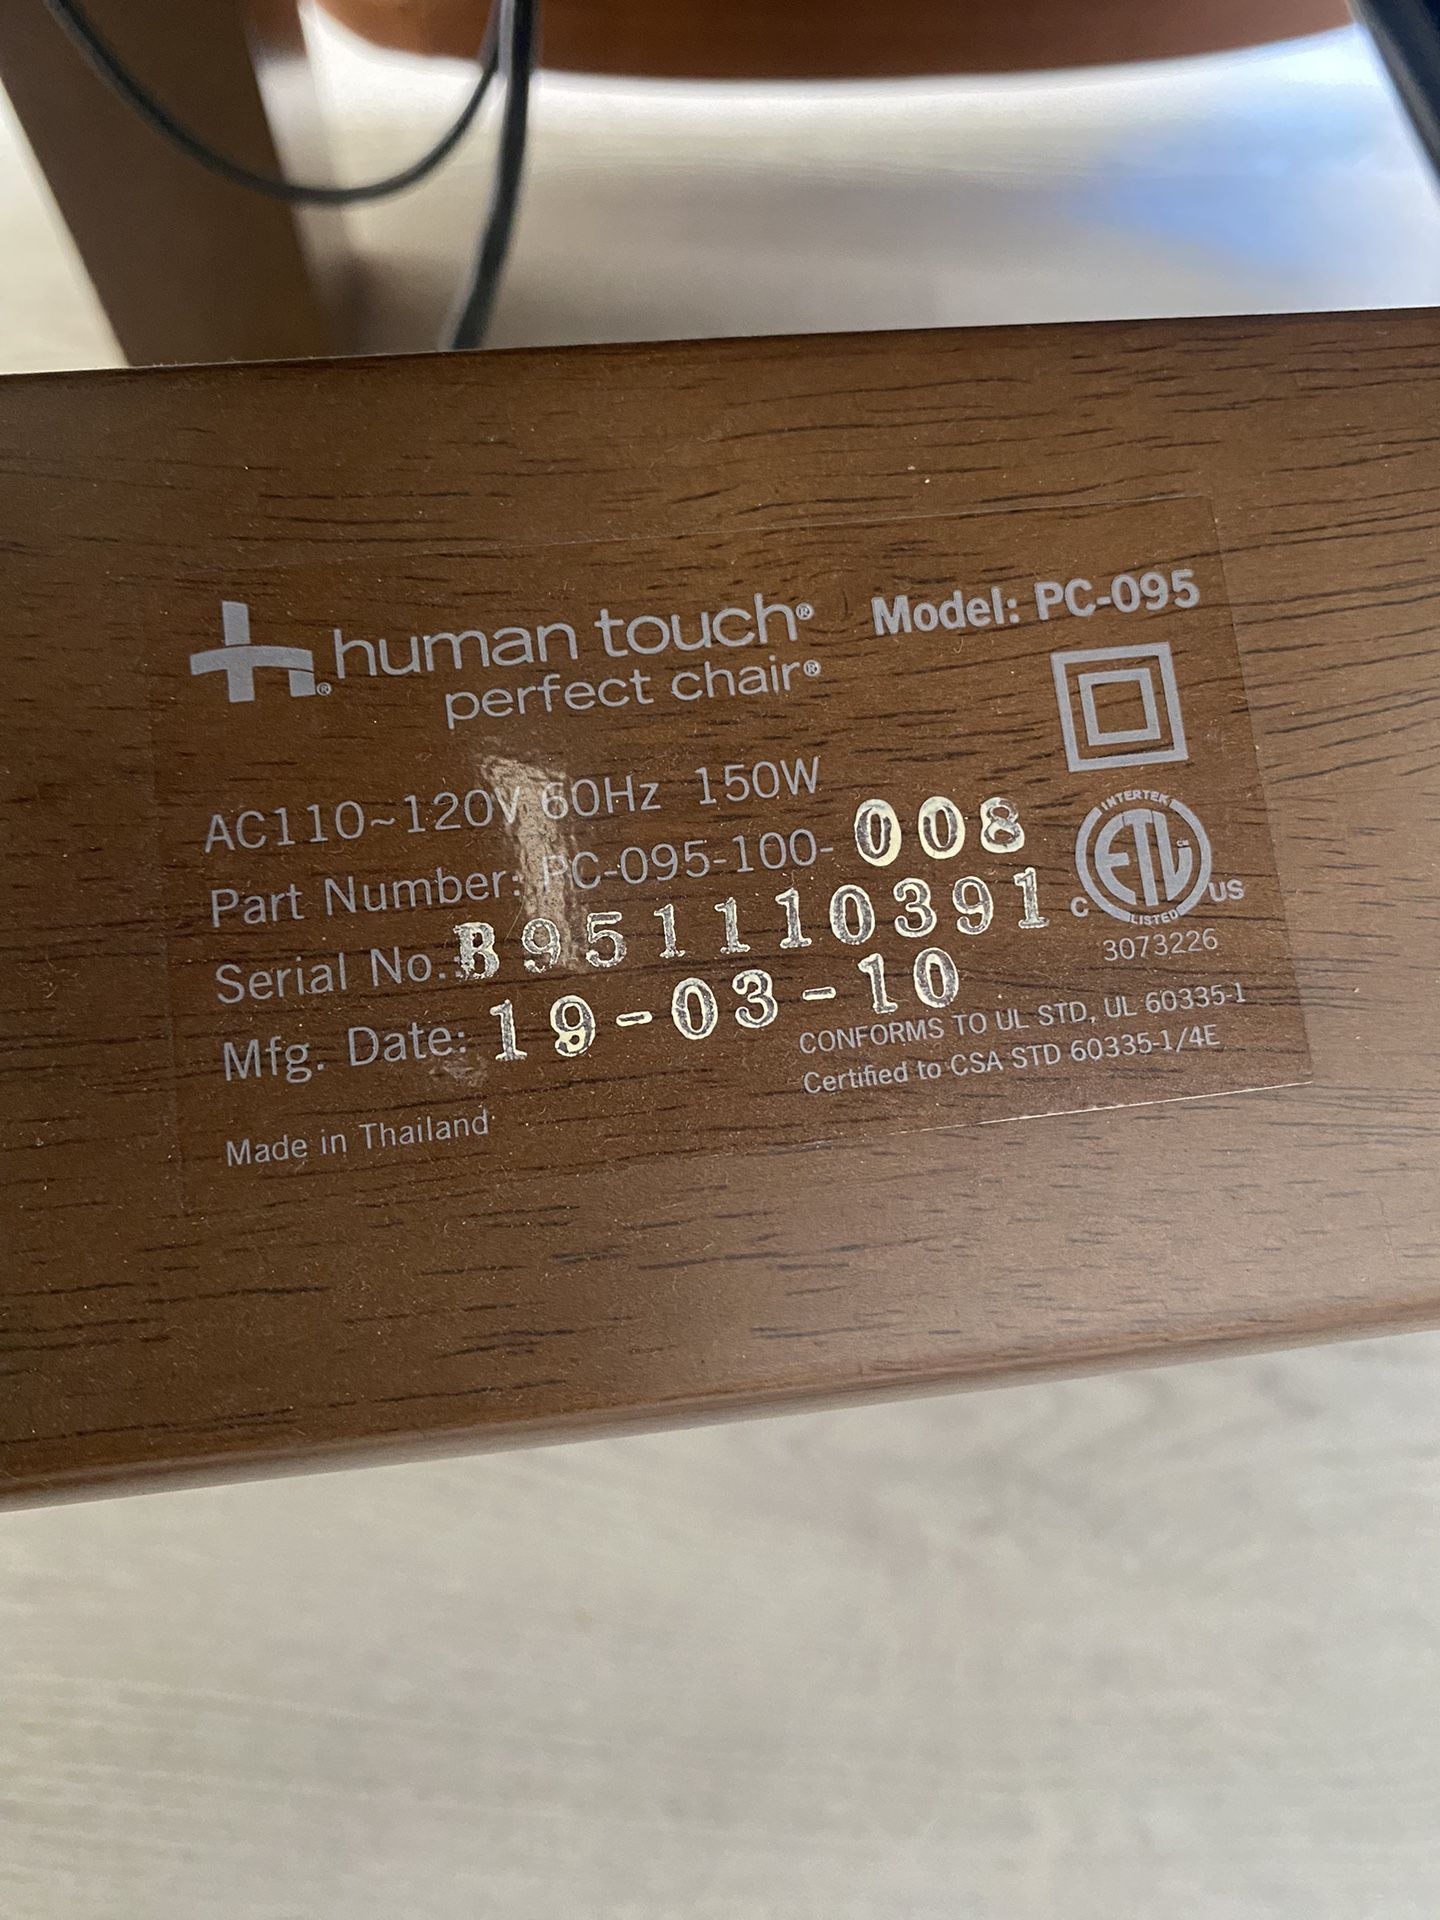 human touch® Model: PC-095
perfect chair®
AC110~120V 60Hz 150W
Part Number: PC-095-100-008
Serial No.: B951110391
Mfg. Date: 19-03-10
Made in Thailand
INTERTEK
ETL CM
LISTED
C US
3073226
CONFORMS TO UL STD, UL 60335-1
Certified to CSA STD 60335-1/4E